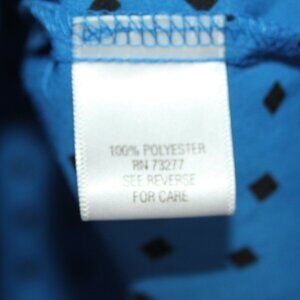 100% POLYESTER
RN 73277
SEE REVERSE
FOR CARE